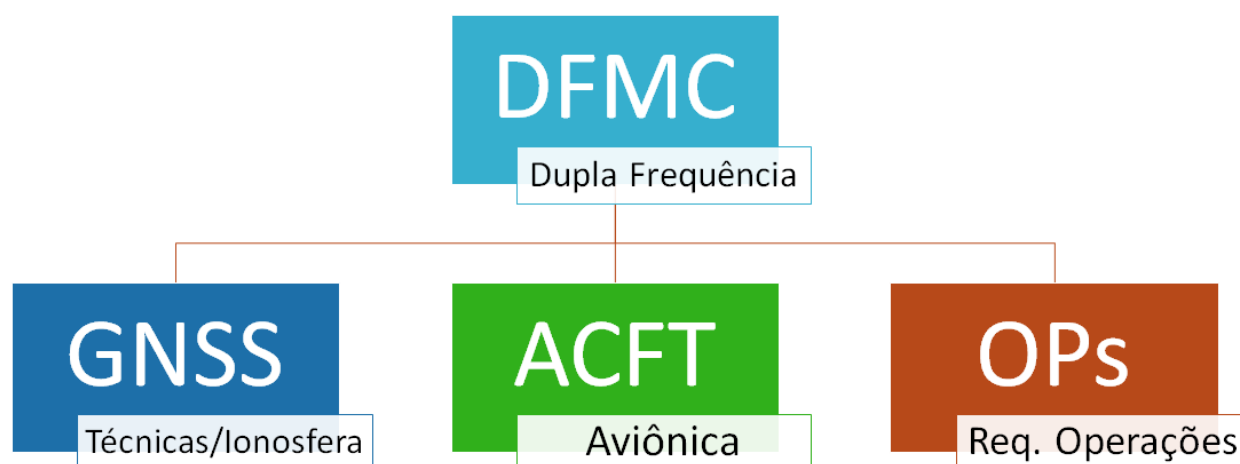 DFMC
Dupla Frequência
GNSS
Técnicas/Ionosfera
ACFT
Aviônica
OPs
Req. Operações